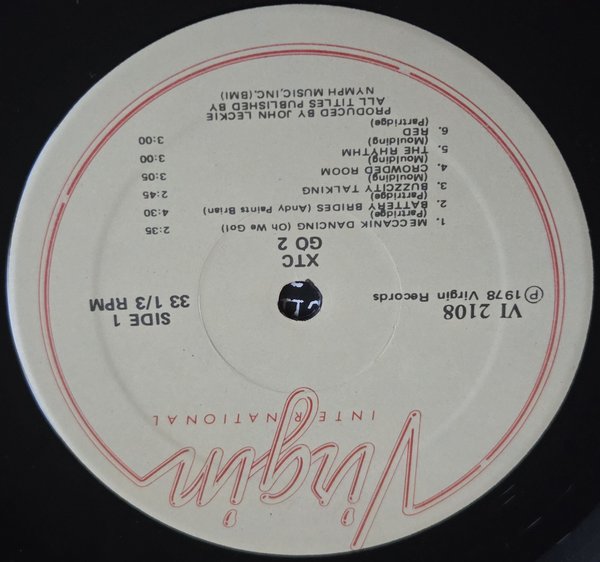 Virgin
INTERNATIONAL
VI 2108
℗ 1978 Virgin Records
SIDE 1
33 1/3 RPM
XTC
GO 2
1. MECCANIK DANCING (Oh We Go!) 2:35
(Partridge)
2. BATTERY BRIDES (Andy Paints Brian) 4:30
(Partridge)
3. BUZZCITY TALKING 2:45
(Moulding)
4. CROWDED ROOM 3:05
(Moulding)
5. THE RHYTHM 3:00
(Moulding)
6. RED 3:00
(Partridge)
PRODUCED BY JOHN LECKIE
ALL TITLES PUBLISHED BY
NYMPH MUSIC,INC.(BMI)